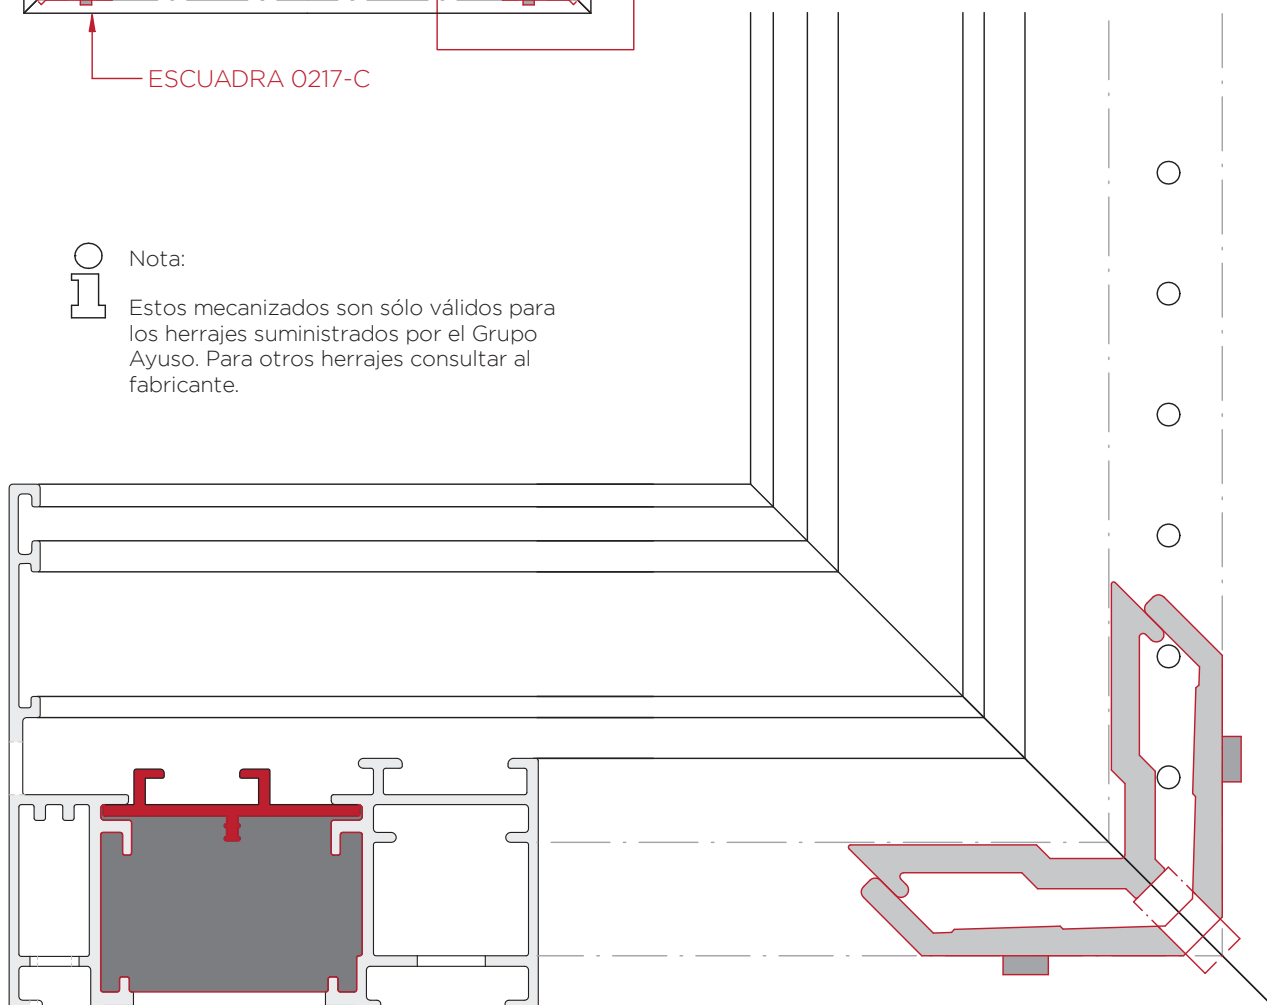 ESCUADRA 0217-C
Nota:
Estos mecanizados son sólo válidos para
los herrajes suministrados por el Grupo
Ayuso. Para otros herrajes consultar al
fabricante.